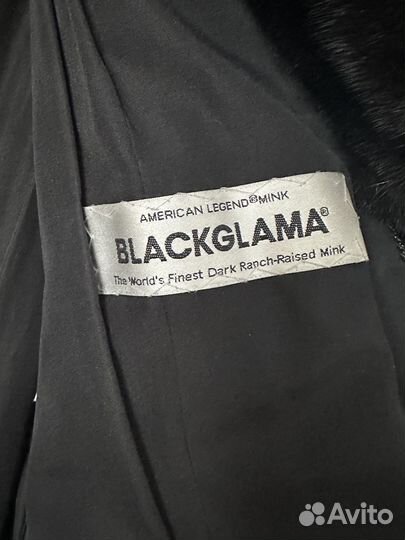 AMERICAN LEGEND®MINK
BLACKGLAMA®
The World's Finest Dark Ranch-Raised Mink
Avito